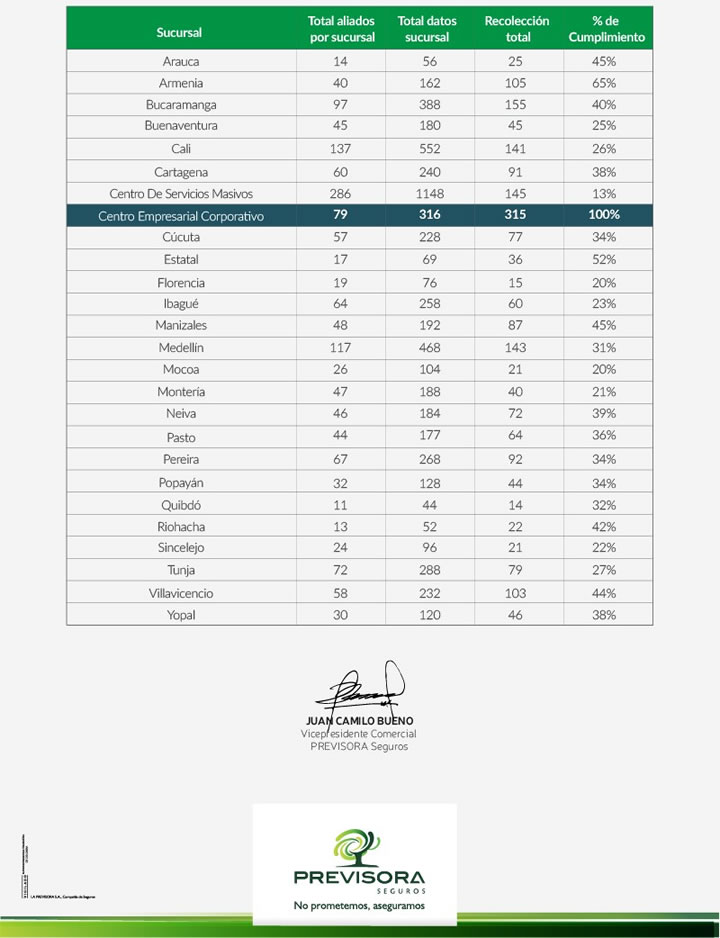 Sucursal Total aliados por sucursal Total datos sucursal Recolección total % de Cumplimiento
Arauca 14 56 25 45%
Armenia 40 162 105 65%
Bucaramanga 97 388 155 40%
Buenaventura 45 180 45 25%
Cali 137 552 141 26%
Cartagena 60 240 91 38%
Centro De Servicios Masivos 286 1148 145 13%
Centro Empresarial Corporativo 79 316 315 100%
Cúcuta 57 228 77 34%
Estatal 17 69 36 52%
Florencia 19 76 15 20%
Ibagué 64 258 60 23%
Manizales 48 192 87 45%
Medellín 117 468 143 31%
Mocoa 26 104 21 20%
Montería 47 188 40 21%
Neiva 46 184 72 39%
Pasto 44 177 64 36%
Pereira 67 268 92 34%
Popayán 32 128 44 34%
Quibdó 11 44 14 32%
Riohacha 13 52 22 42%
Sincelejo 24 96 21 22%
Tunja 72 288 79 27%
Villavicencio 58 232 103 44%
Yopal 30 120 46 38%
JUAN CAMILO BUENO
Vicepresidente Comercial
PREVISORA Seguros
PREVISORA
SEGUROS
No prometemos, aseguramos
LA PREVISORA S.A., Compañía de Seguros